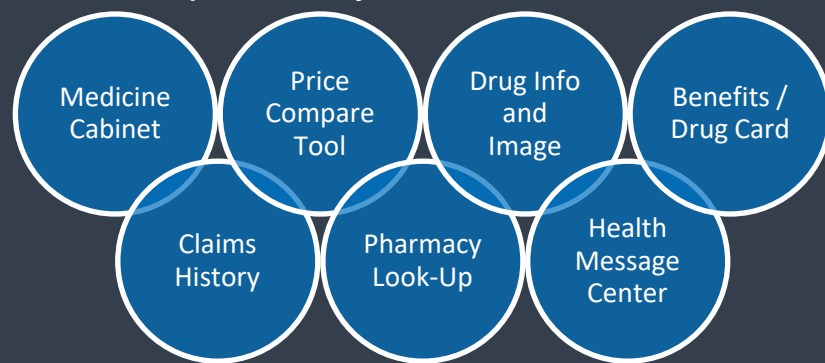 Medicine
Cabinet
Price
Compare
Tool
Drug Info
and
Image
Benefits /
Drug Card
Claims
History
Pharmacy
Look-Up
Health
Message
Center